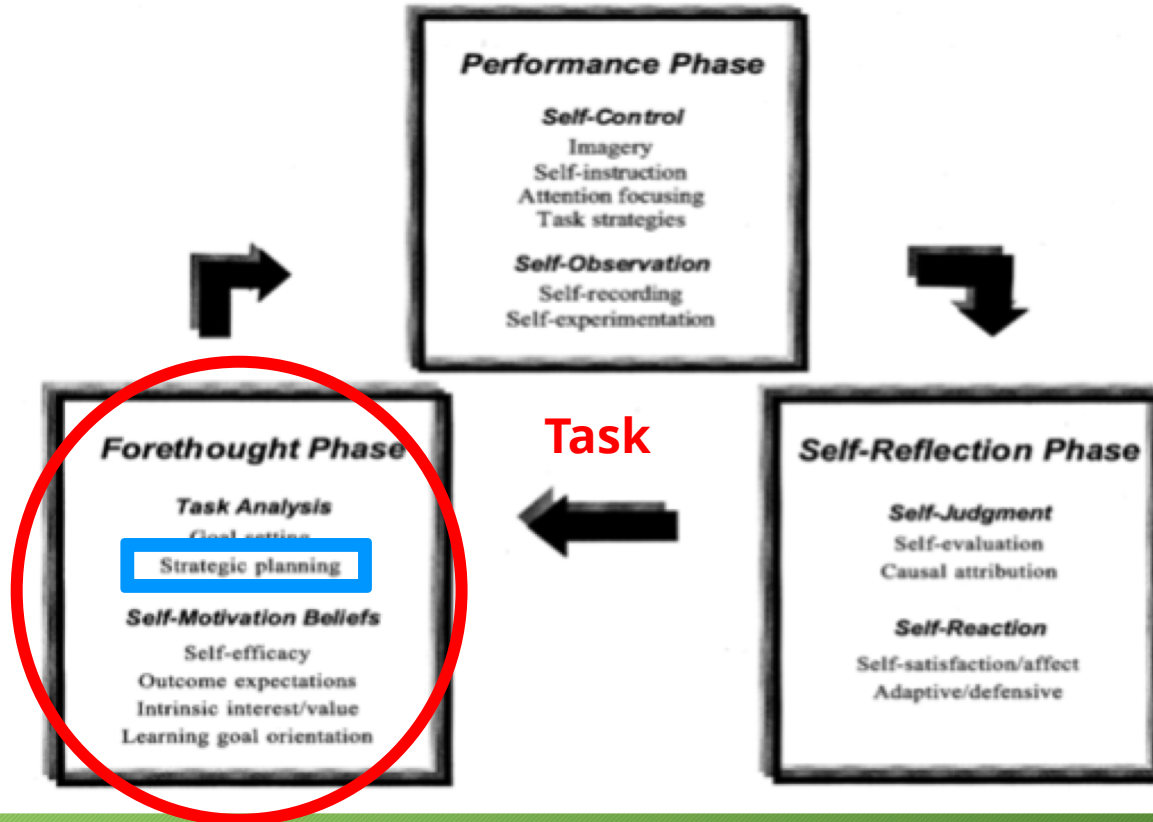 Performance Phase
Self-Control
Imagery
Self-instruction
Attention focusing
Task strategies
Self-Observation
Self-recording
Self-experimentation
Task
Forethought Phase
Task Analysis
Goal setting
Strategic planning
Self-Motivation Beliefs
Self-efficacy
Outcome expectations
Intrinsic interest/value
Learning goal orientation
Self-Reflection Phase
Self-Judgment
Self-evaluation
Causal attribution
Self-Reaction
Self-satisfaction/affect
Adaptive/defensive